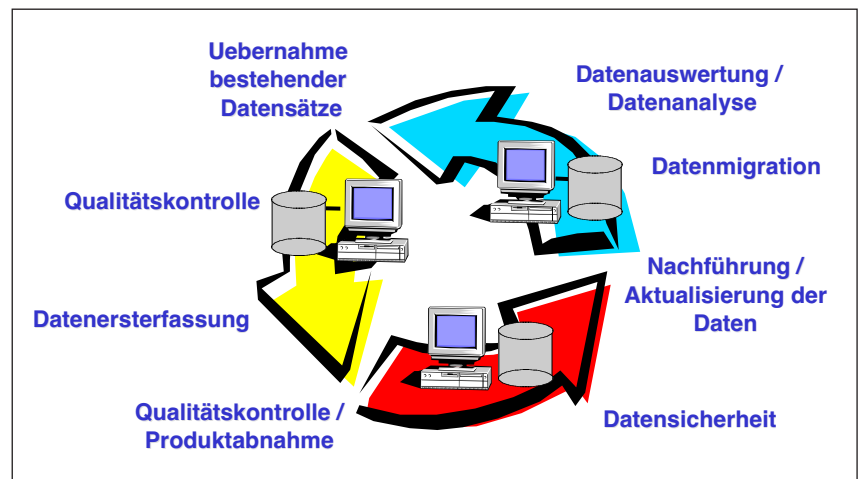 Uebernahme
bestehender
Datensätze
Datenauswertung /
Datenanalyse
Datenmigration
Qualitätskontrolle
Nachführung /
Aktualisierung der
Daten
Datenersterfassung
Qualitätskontrolle /
Produktabnahme
Datensicherheit